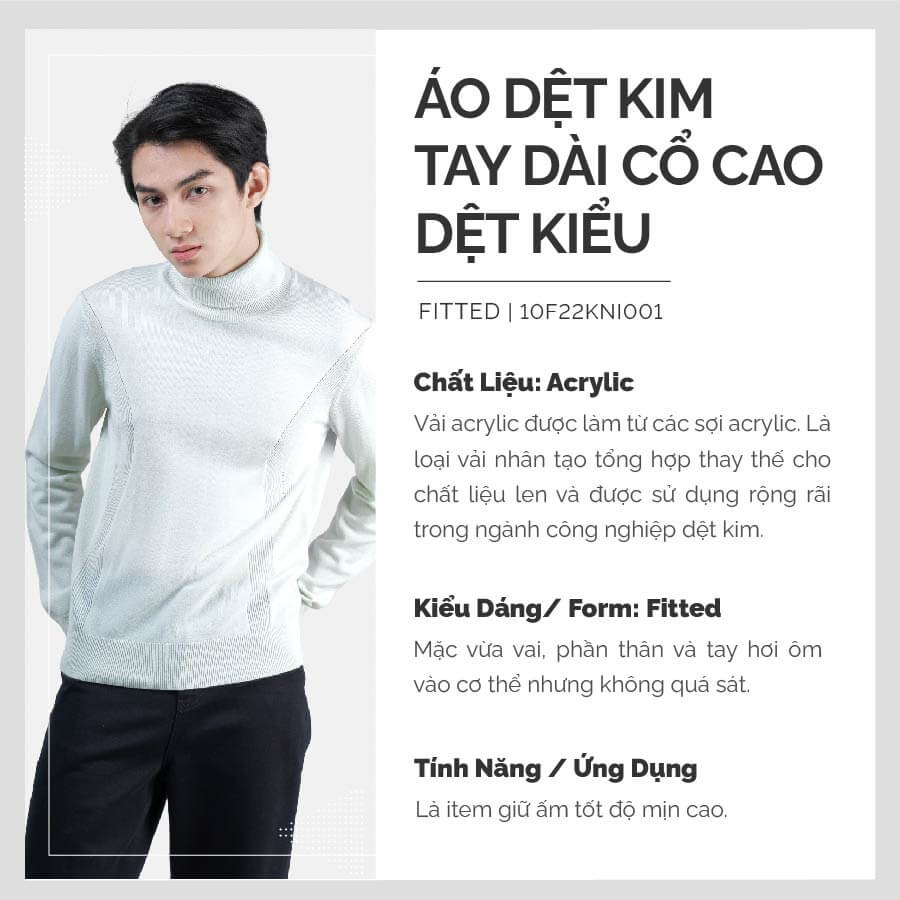 ÁO DỆT KIM
TAY DÀI CỔ CAO
DỆT KIỂU
FITTED | 10F22KNI001
Chất Liệu: Acrylic
Vải acrylic được làm từ các sợi acrylic. Là
loại vải nhân tạo tổng hợp thay thế cho
chất liệu len và được sử dụng rộng rãi
trong ngành công nghiệp dệt kim.
Kiểu Dáng/ Form: Fitted
Mặc vừa vai, phần thân và tay hơi ôm
vào cơ thể nhưng không quá sát.
Tính Năng / Ứng Dụng
Là item giữ ấm tốt độ mịn cao.